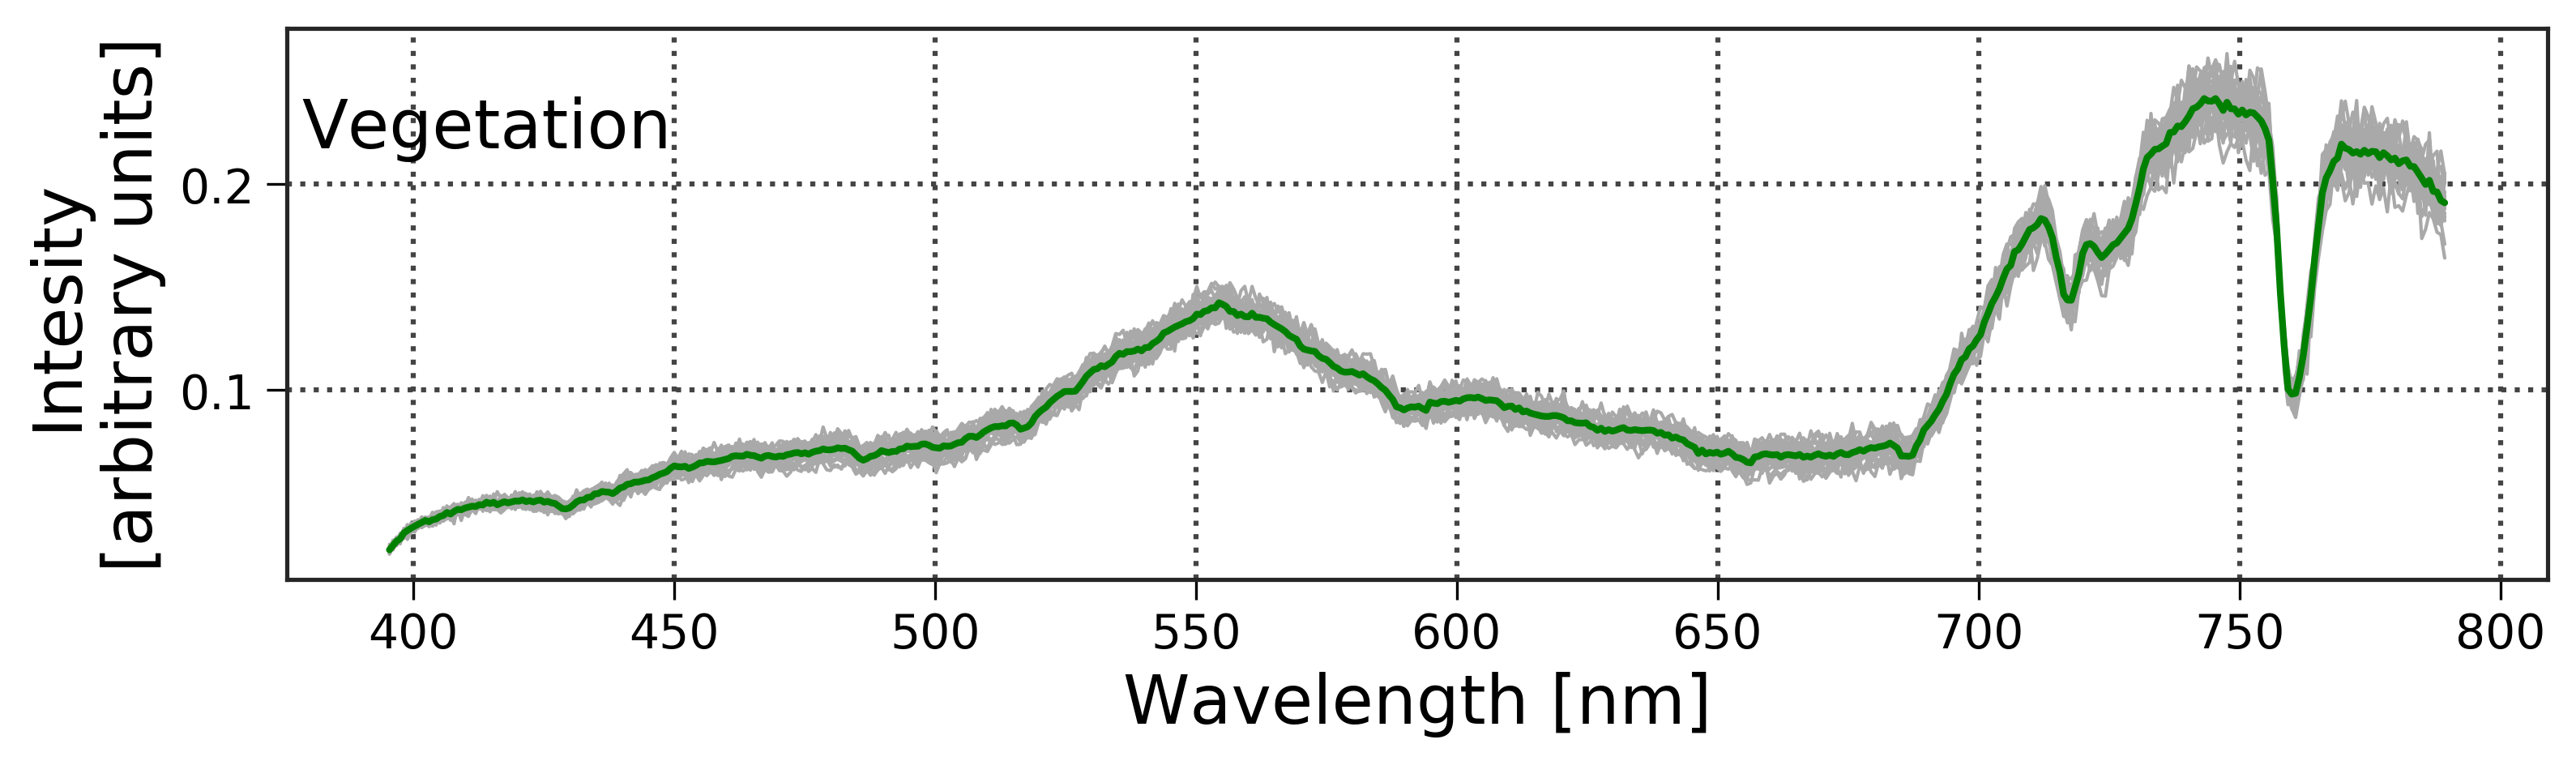 Intesity
[arbitrary units]
Vegetation
0.2
0.1
400 450 500 550 600 650 700 750 800
Wavelength [nm]